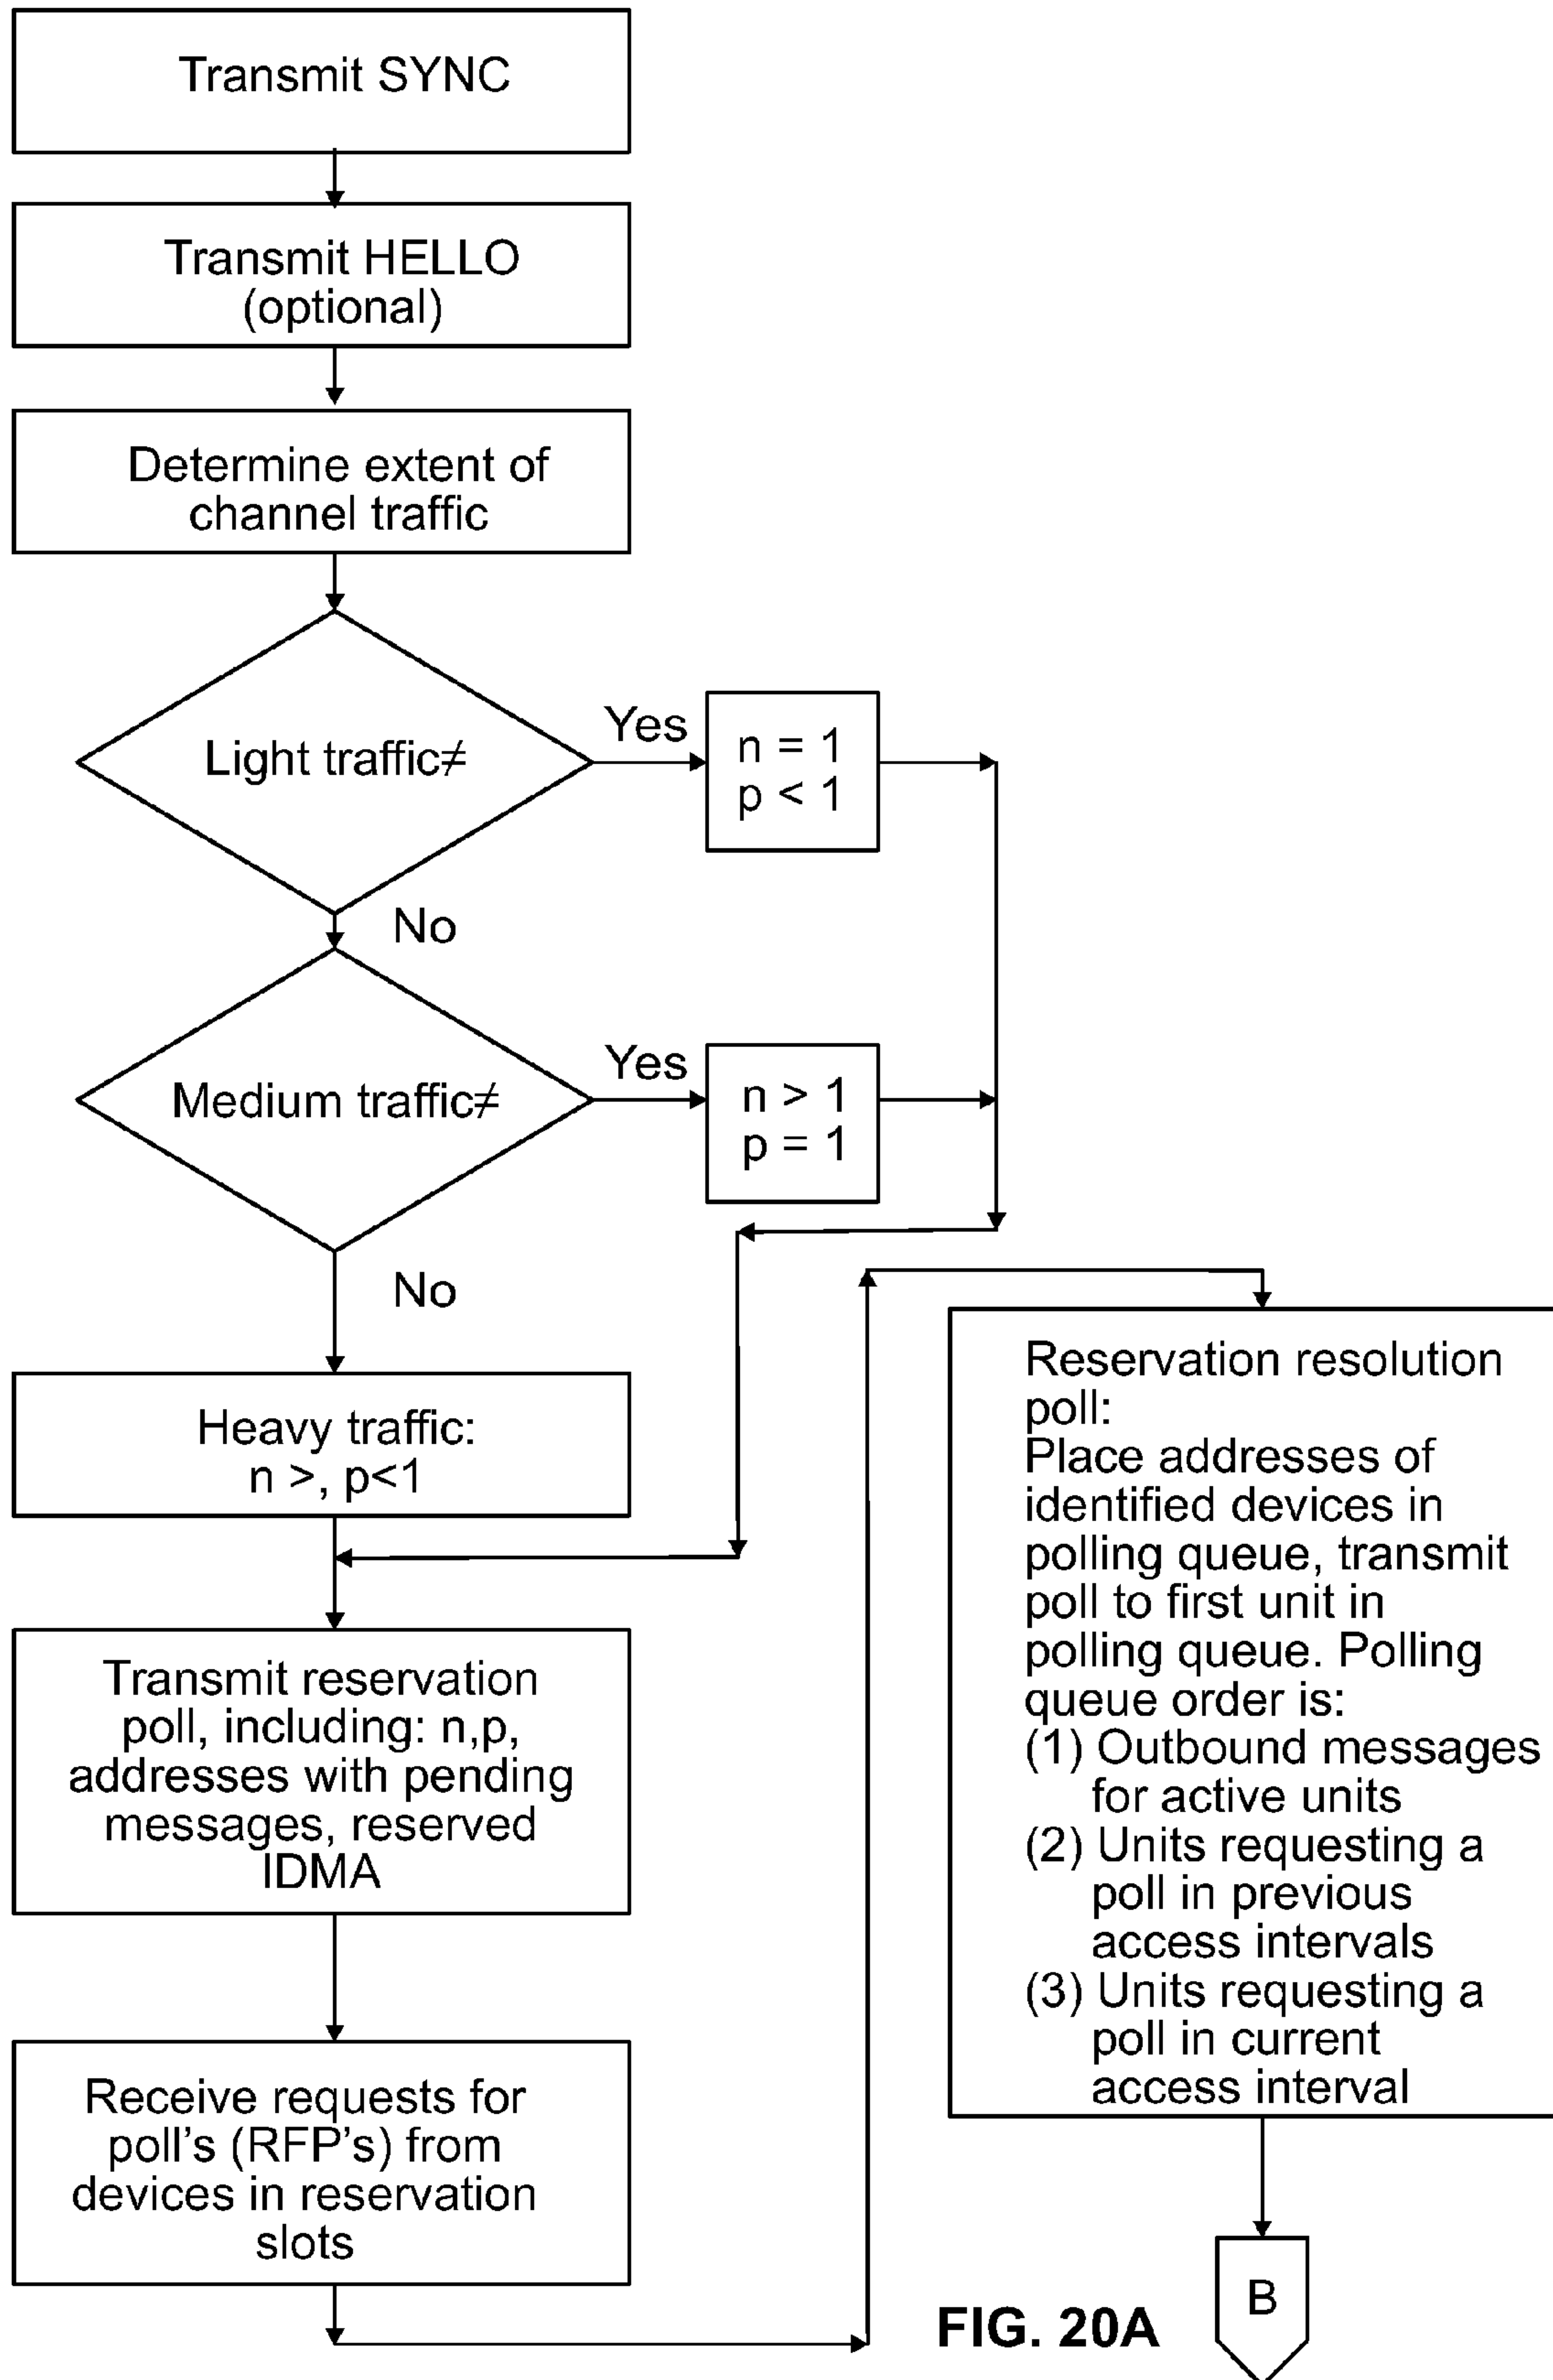 Transmit SYNC
Transmit HELLO
(optional)
Determine extent of
channel traffic
Light traffic≠
Yes
n = 1
p < 1
No
Medium traffic≠
Yes
n > 1
p = 1
No
Heavy traffic:
n >, p<1
Transmit reservation
poll, including: n,p,
addresses with pending
messages, reserved
IDMA
Receive requests for
poll’s (RFP’s) from
devices in reservation
slots
Reservation resolution
poll:
Place addresses of
identified devices in
polling queue, transmit
poll to first unit in
polling queue. Polling
queue order is:
(1) Outbound messages
for active units
(2) Units requesting a
poll in previous
access intervals
(3) Units requesting a
poll in current
access interval
B
FIG. 20A